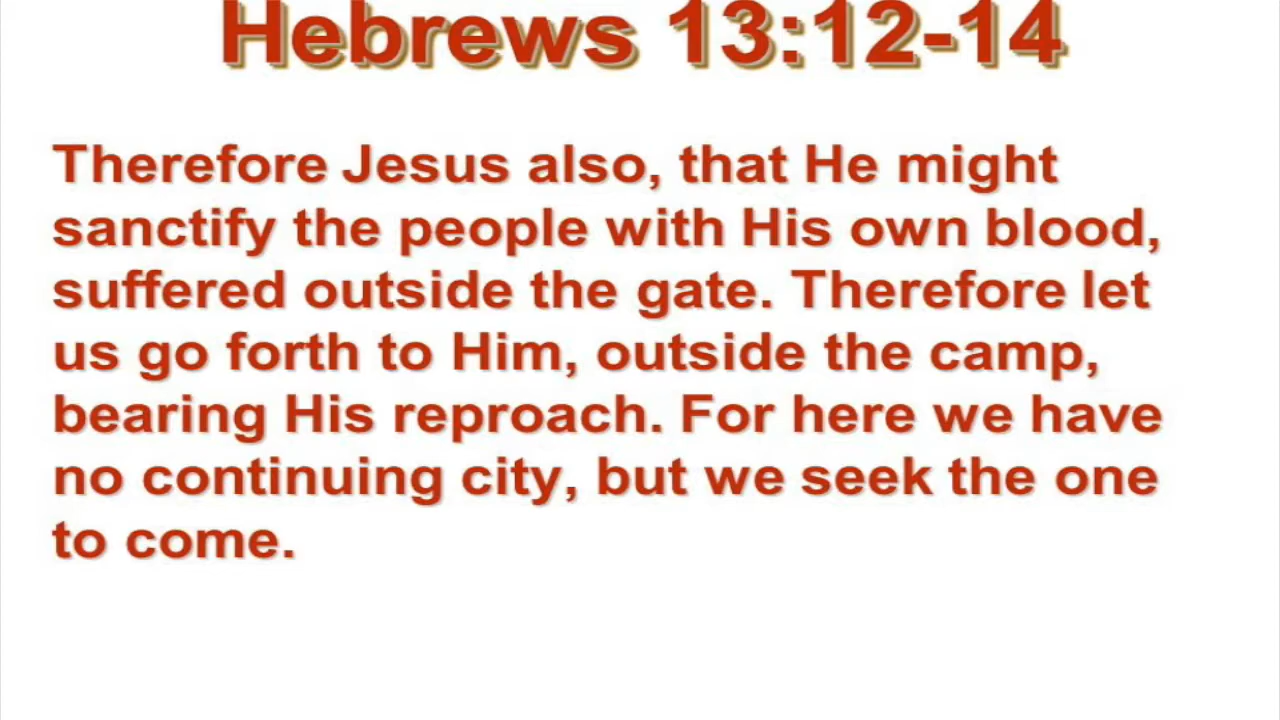 Hebrews 13:12-14
Therefore Jesus also, that He might
sanctify the people with His own blood,
suffered outside the gate. Therefore let
us go forth to Him, outside the camp,
bearing His reproach. For here we have
no continuing city, but we seek the one
to come.